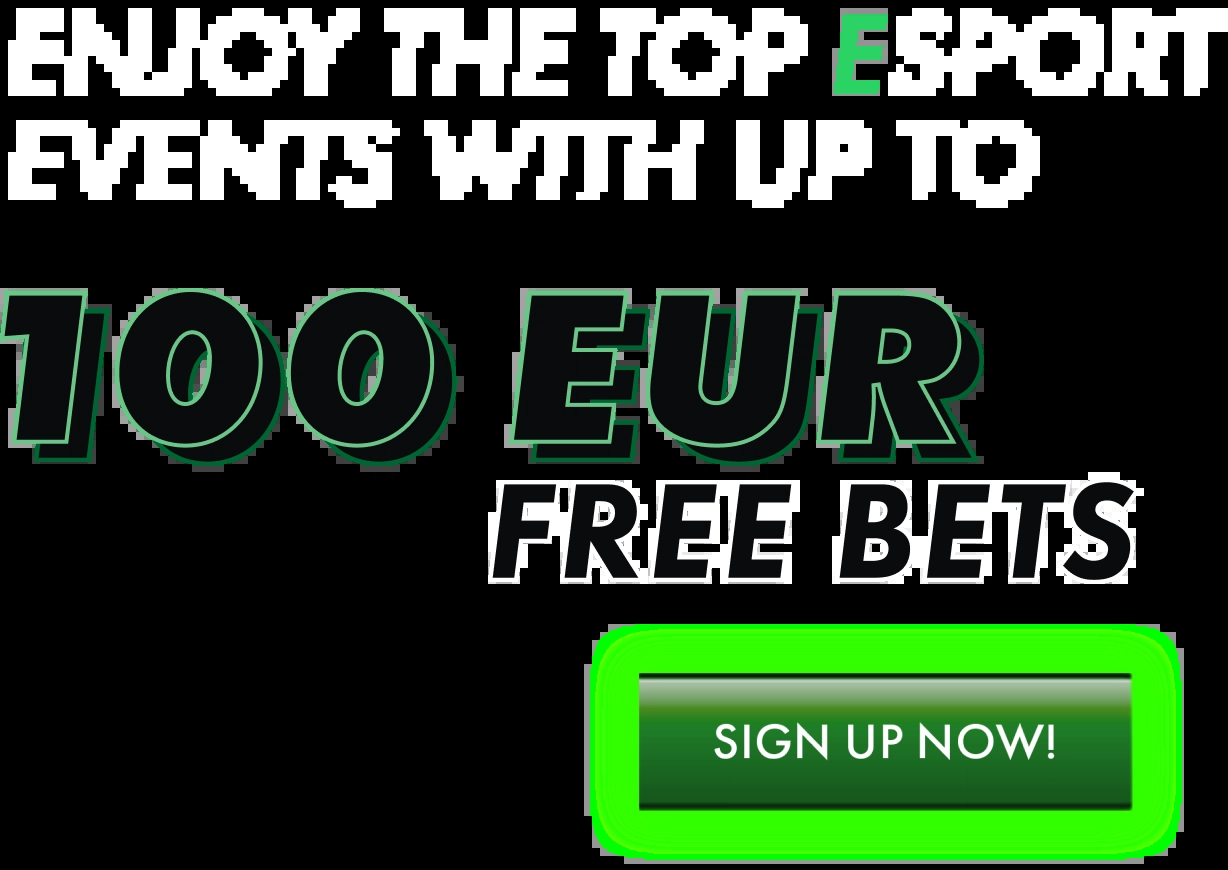 ENJOY THE TOP ESPORT
EVENTS WITH UP TO
100 EUR
FREE BETS
SIGN UP NOW!